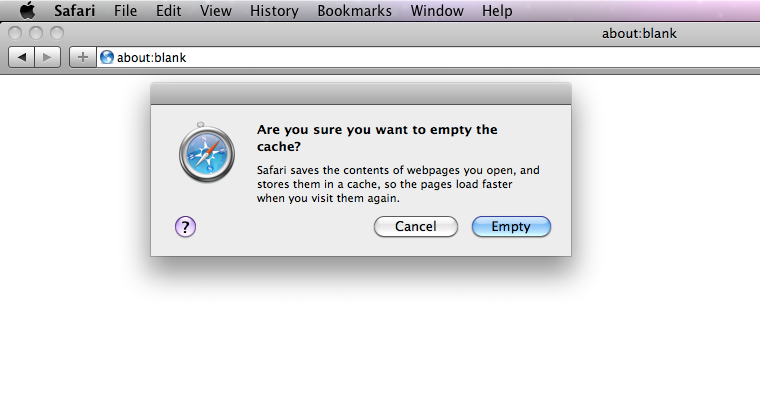 Safari File Edit View History Bookmarks Window Help
about:blank
+ about:blank
Are you sure you want to empty the
cache?
Safari saves the contents of webpages you open, and
stores them in a cache, so the pages load faster
when you visit them again.
? Cancel Empty